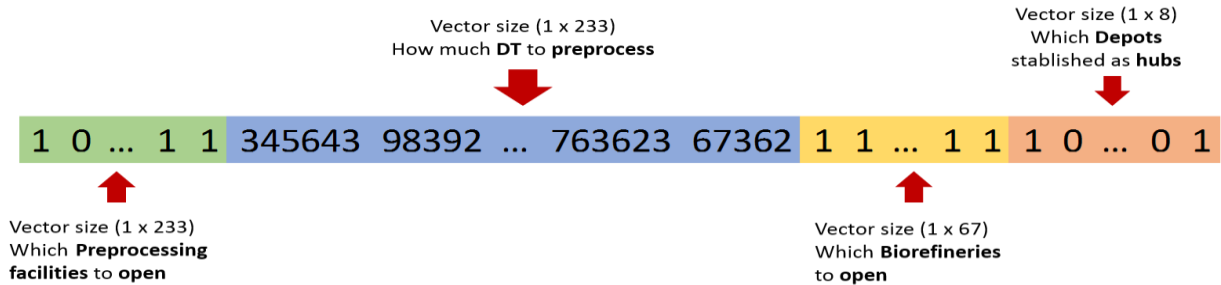 Vector size (1 x 233)
How much DT to preprocess
Vector size (1 x 8)
Which Depots
stablished as hubs
1 0 ... 1 1 345643 98392 ... 763623 67362 1 1 ... 1 1 1 0 ... 0 1
Vector size (1 x 233)
Which Preprocessing
facilities to open
Vector size (1 x 67)
Which Biorefineries
to open